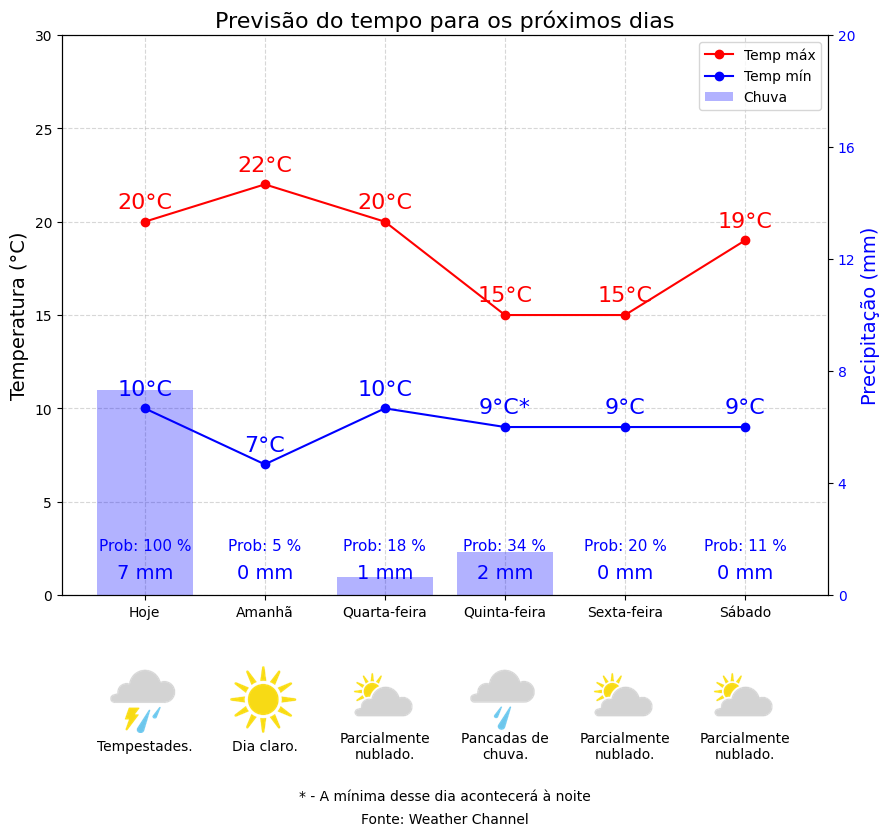 Previsão do tempo para os próximos dias
30
25
20
15
10
5
0
Temperatura (°C)
20
16
12
8
4
0
Precipitação (mm)
Temp máx
Temp mín
Chuva
20°C
22°C
20°C
15°C
15°C
19°C
10°C
7°C
10°C
9°C*
9°C
9°C
Prob: 100 %
Prob: 5 %
Prob: 18 %
Prob: 34 %
Prob: 20 %
Prob: 11 %
7 mm
0 mm
1 mm
2 mm
0 mm
0 mm
Hoje
Amanhã
Quarta-feira
Quinta-feira
Sexta-feira
Sábado
Tempestades.
Dia claro.
Parcialmente
nublado.
Pancadas de
chuva.
Parcialmente
nublado.
Parcialmente
nublado.
* - A mínima desse dia acontecerá à noite
Fonte: Weather Channel